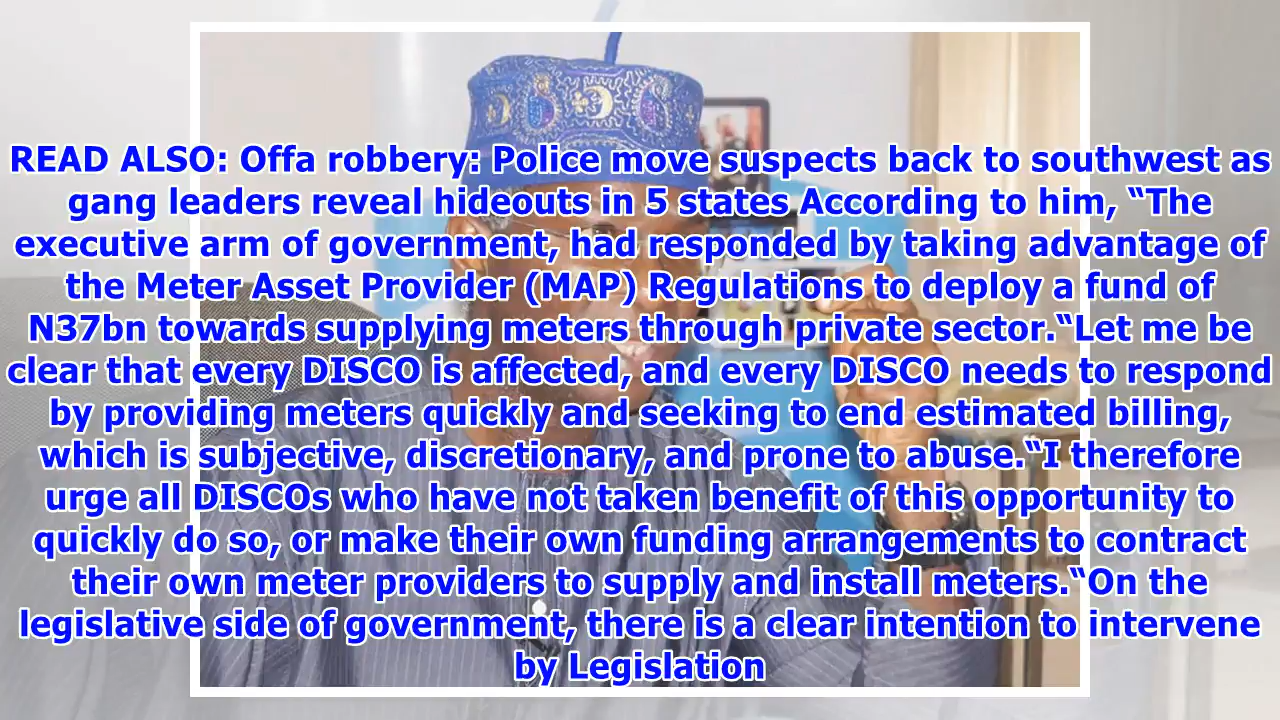 READ ALSO: Offa robbery: Police move suspects back to southwest as
gang leaders reveal hideouts in 5 states According to him, “The
executive arm of government, had responded by taking advantage of
the Meter Asset Provider (MAP) Regulations to deploy a fund of
N37bn towards supplying meters through private sector.“Let me be
clear that every DISCO is affected, and every DISCO needs to respond
by providing meters quickly and seeking to end estimated billing,
which is subjective, discretionary, and prone to abuse.“I therefore
urge all DISCOs who have not taken benefit of this opportunity to
quickly do so, or make their own funding arrangements to contract
their own meter providers to supply and install meters.“On the
legislative side of government, there is a clear intention to intervene
by Legislation